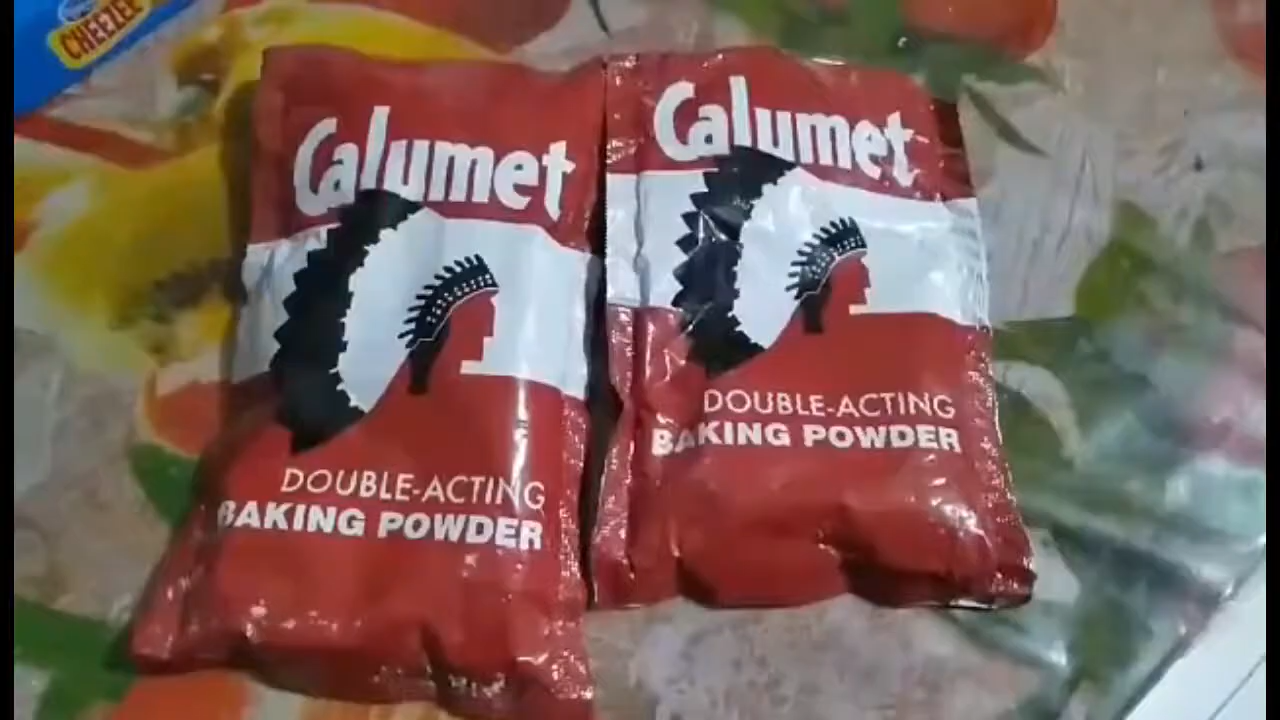 CHEEZEE
Calumet
DOUBLE-ACTING
BAKING POWDER
Calumet
DOUBLE-ACTING
BAKING POWDER